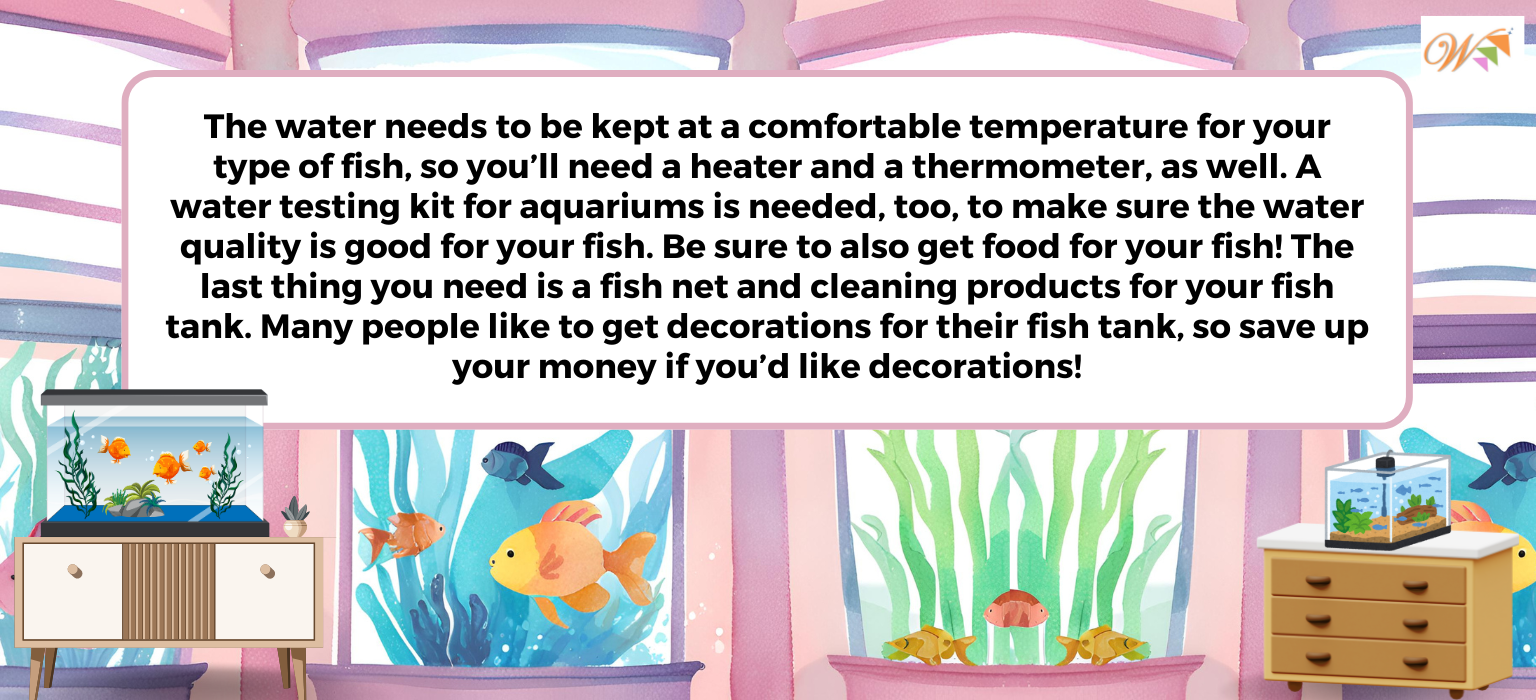 W
The water needs to be kept at a comfortable temperature for your
type of fish, so you’ll need a heater and a thermometer, as well. A
water testing kit for aquariums is needed, too, to make sure the water
quality is good for your fish. Be sure to also get food for your fish! The
last thing you need is a fish net and cleaning products for your fish
tank. Many people like to get decorations for their fish tank, so save up
your money if you’d like decorations!